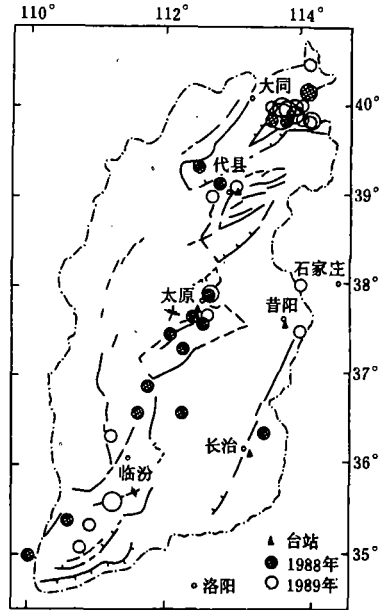 110° 112° 114°
大同
40°
代县
39°
石家庄
38°
太原
昔阳
37°
长治
36°
临汾
台站
1988年
35°
洛阳
1989年